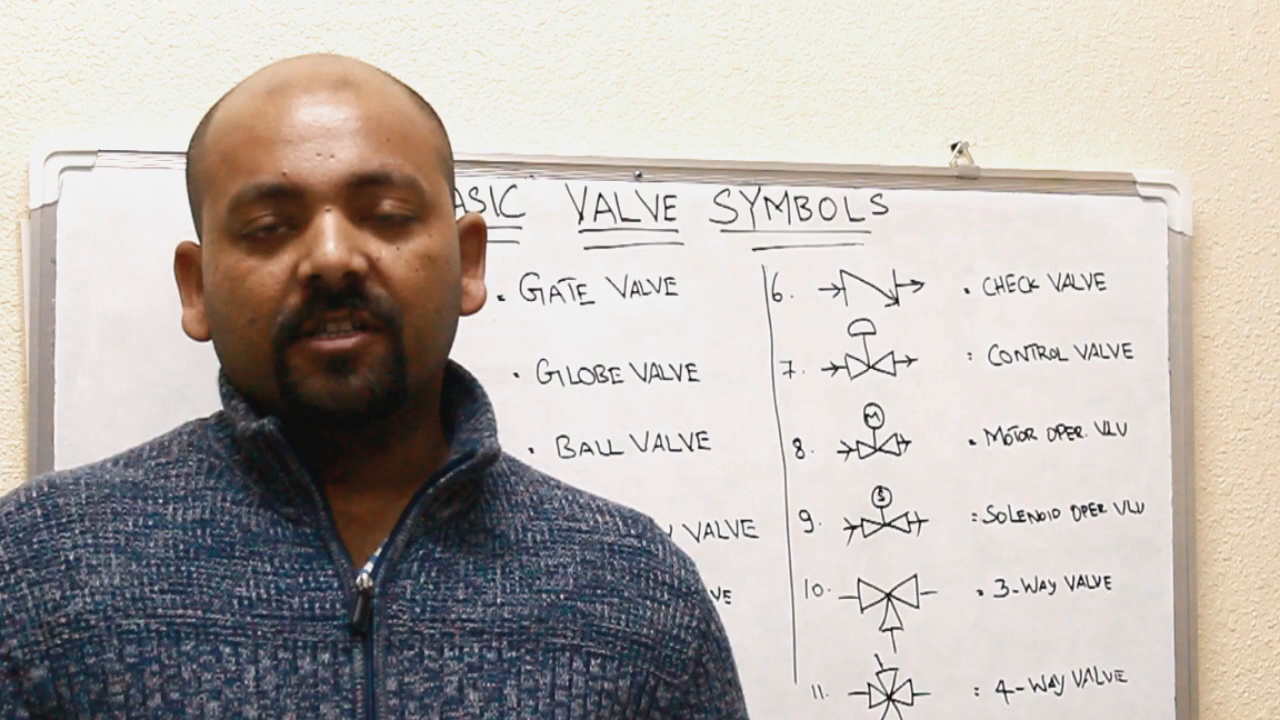 ASIC VALVE SYMBOLS
. GATE VALVE
. GLOBE VALVE
. BALL VALVE
VALVE
VE
6. . CHECK VALVE
7. : CONTROL VALVE
8. M . MOTOR OPER. VLV
9. S : SOLENOID OPER VLV
10. . 3-WAY VALVE
11. : 4-WAY VALVE